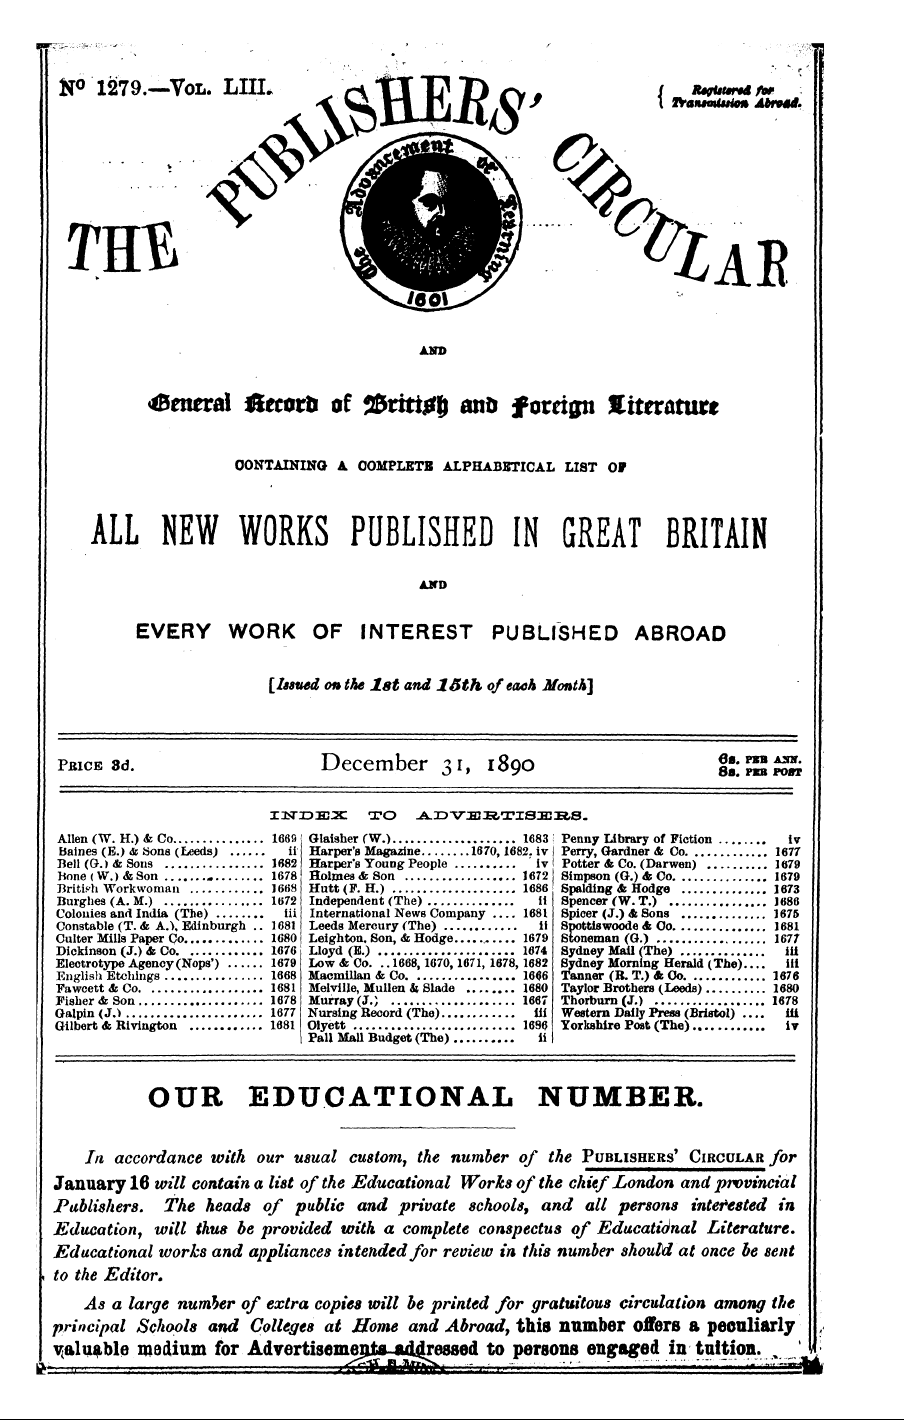 Nº 1279.—VOL. LIII.
{ Registered for
Transmission Abroad.
THE PUBLISHERS' CIRCULAR
The Advancement of Learning
1601
AND
General Record of British and Foreign Literature
CONTAINING A COMPLETE ALPHABETICAL LIST OF
ALL NEW WORKS PUBLISHED IN GREAT BRITAIN
AND
EVERY WORK OF INTEREST PUBLISHED ABROAD
[Issued on the 1st and 15th of each Month]
PRICE 3d.
December 31, 1890
6s. PER ANN.
8s. PER POST
INDEX TO ADVERTISERS.
Allen (W. H.) & Co.............. 1669
Baines (E.) & Sons (Leeds) ...... ii
Bell (G.) & Sons ............... 1682
Bone (W.) & Son ............... 1678
British Workwoman ............ 1668
Burghes (A. M.) ................ 1672
Colonies and India (The) ........ iii
Constable (T. & A.), Edinburgh .. 1681
Culter Mills Paper Co............. 1680
Dickinson (J.) & Co. ............. 1676
Electrotype Agency (Nops') ...... 1679
English Etchings ................ 1668
Fawcett & Co. .................. 1681
Fisher & Son .................... 1678
Galpin (J.) ...................... 1677
Gilbert & Rivington ............ 1681
Glaisher (W.).................... 1683
Harper's Magazine........1670, 1682, iv
Harper's Young People .......... iv
Holmes & Son .................. 1672
Hutt (F. H.) .................... 1686
Independent (The) .............. ii
International News Company .... 1681
Leeds Mercury (The) ............ ii
Leighton, Son, & Hodge.......... 1679
Lloyd (E.) ...................... 1674
Low & Co. ..1668, 1670, 1671, 1678, 1682
Macmillan & Co. ................ 1666
Melville, Mullen & Slade ........ 1680
Murray (J.) .................... 1667
Nursing Record (The)............ iii
Olyett .......................... 1686
Pall Mall Budget (The) .......... ii
Penny Library of Fiction ........ iv
Perry, Gardner & Co. ............ 1677
Potter & Co. (Darwen) .......... 1679
Simpson (G.) & Co. .............. 1679
Spalding & Hodge .............. 1673
Spencer (W. T.) ................ 1686
Spicer (J.) & Sons .............. 1675
Spottiswoode & Co. .............. 1681
Stoneman (G.) .................. 1677
Sydney Mail (The) .............. iii
Sydney Morning Herald (The).... iii
Tanner (R. T.) & Co. ............ 1676
Taylor Brothers (Leeds) .......... 1680
Thorburn (J.) .................. 1678
Western Daily Press (Bristol) .... iii
Yorkshire Post (The)............ iv
OUR EDUCATIONAL NUMBER.
In accordance with our usual custom, the number of the PUBLISHERS' CIRCULAR for
January 16 will contain a list of the Educational Works of the chief London and provincial
Publishers. The heads of public and private schools, and all persons interested in
Education, will thus be provided with a complete conspectus of Educational Literature.
Educational works and appliances intended for review in this number should at once be sent
to the Editor.
As a large number of extra copies will be printed for gratuitous circulation among the
principal Schools and Colleges at Home and Abroad, this number offers a peculiarly
valuable medium for Advertisements addressed to persons engaged in tuition.